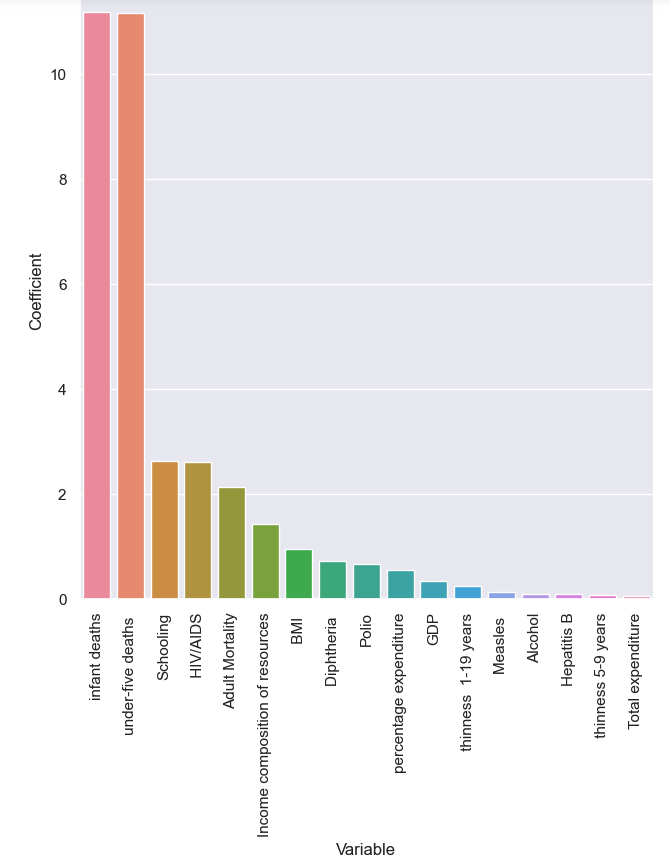 10
8
6
4
2
0
Coefficient
infant deaths
under-five deaths
Schooling
HIV/AIDS
Adult Mortality
Income composition of resources
BMI
Diphtheria
Polio
percentage expenditure
GDP
thinness  1-19 years
Measles
Alcohol
Hepatitis B
thinness 5-9 years
Total expenditure
Variable